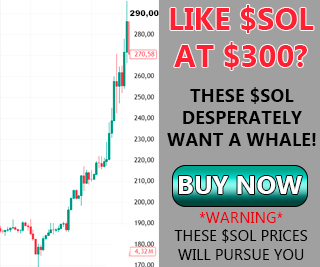 LIKE $SOL
AT $300?
THESE $SOL
DESPERATELY
WANT A WHALE!
BUY NOW
*WARNING*
THESE $SOL PRICES
WILL PURSUE YOU
290,00
270,58
260,00
250,00
240,00
230,00
220,00
210,00
200,00
190,00
180,00
4,32 M
170,00